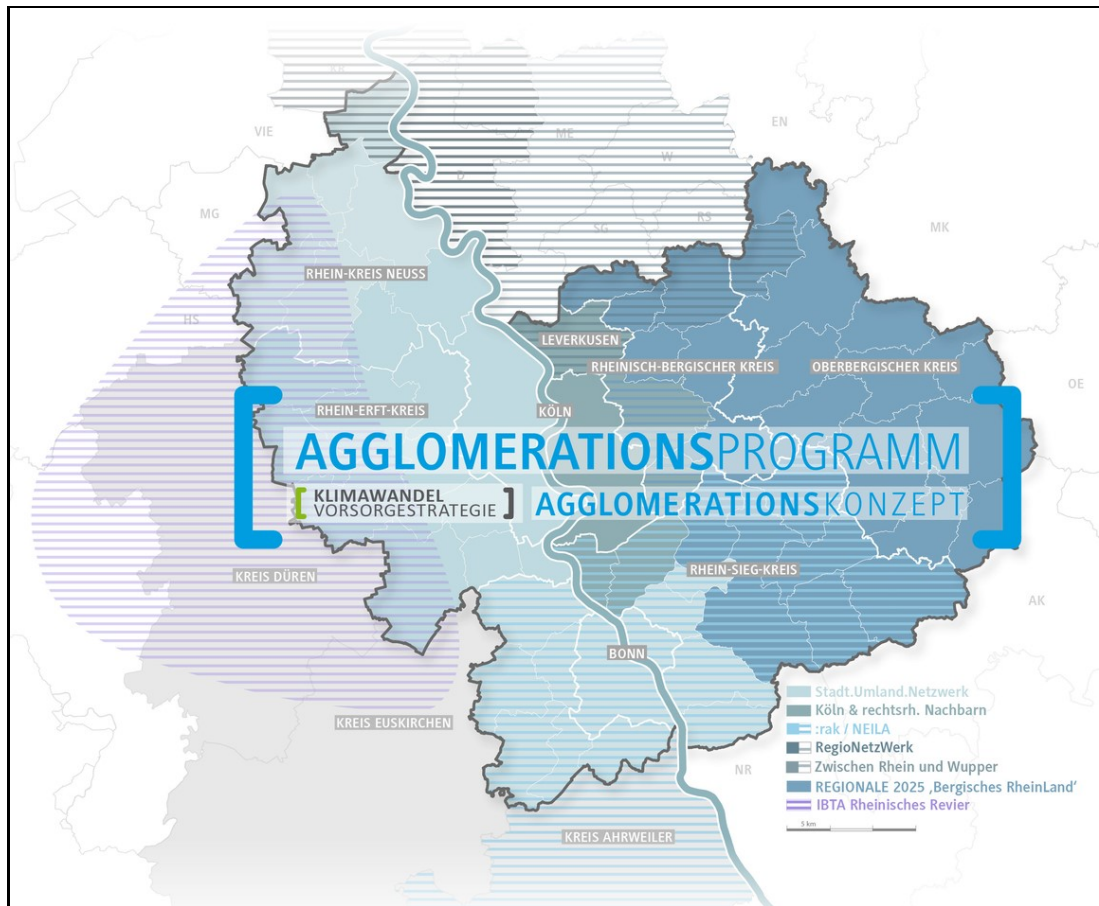 KR
VIE
ME
EN
D
W
MG
SG
RS
MK
RHEIN-KREIS NEUSS
HS
LEVERKUSEN
RHEINISCH-BERGISCHER KREIS
OBERBERGISCHER KREIS
OE
RHEIN-ERFT-KREIS
KÖLN
AGGLOMERATIONSPROGRAMM
KLIMAWANDEL
VORSORGESTRATEGIE
AGGLOMERATIONSKONZEPT
KREIS DÜREN
RHEIN-SIEG-KREIS
AK
BONN
KREIS EUSKIRCHEN
NR
KREIS AHRWEILER
Stadt.Umland.Netzwerk
Köln & rechtsrh. Nachbarn
:rak / NEILA
RegioNetzWerk
Zwischen Rhein und Wupper
REGIONALE 2025 ‚Bergisches RheinLand'
IBTA Rheinisches Revier
5 km